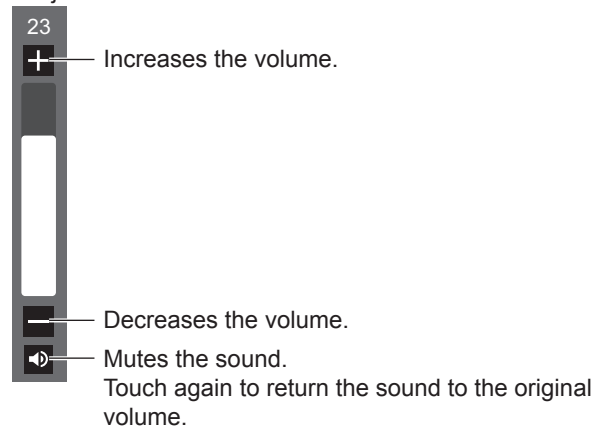 23
Increases the volume.
Decreases the volume.
Mutes the sound.
Touch again to return the sound to the original
volume.